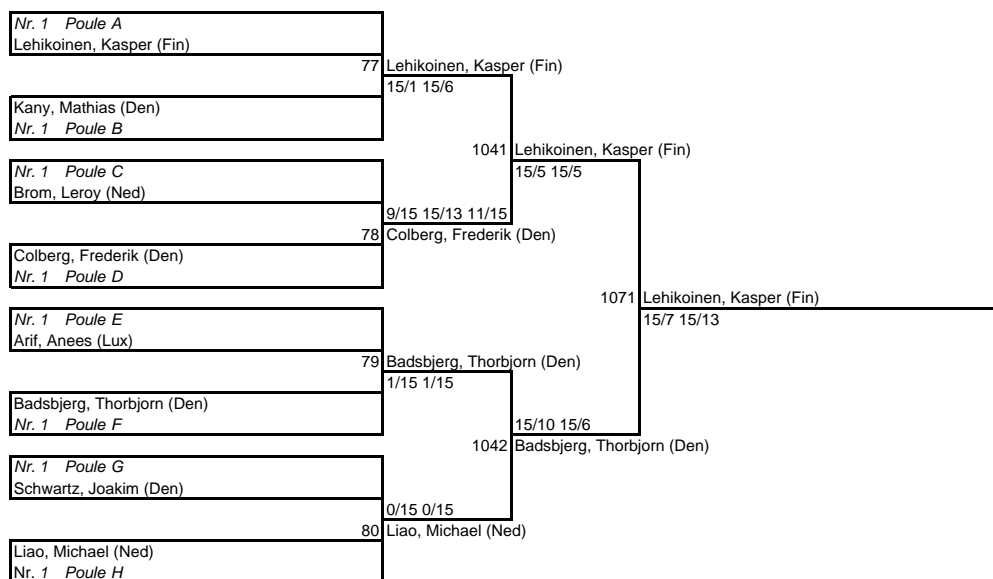 Nr. 1 Poule A
Lehikoinen, Kasper (Fin)
77 Lehikoinen, Kasper (Fin)
15/1 15/6
Kany, Mathias (Den)
Nr. 1 Poule B
1041 Lehikoinen, Kasper (Fin)
15/5 15/5
Nr. 1 Poule C
Brom, Leroy (Ned)
9/15 15/13 11/15
78 Colberg, Frederik (Den)
Colberg, Frederik (Den)
Nr. 1 Poule D
1071 Lehikoinen, Kasper (Fin)
15/7 15/13
Nr. 1 Poule E
Arif, Anees (Lux)
79 Badsbjerg, Thorbjorn (Den)
1/15 1/15
Badsbjerg, Thorbjorn (Den)
Nr. 1 Poule F
15/10 15/6
1042 Badsbjerg, Thorbjorn (Den)
Nr. 1 Poule G
Schwartz, Joakim (Den)
0/15 0/15
80 Liao, Michael (Ned)
Liao, Michael (Ned)
Nr. 1 Poule H